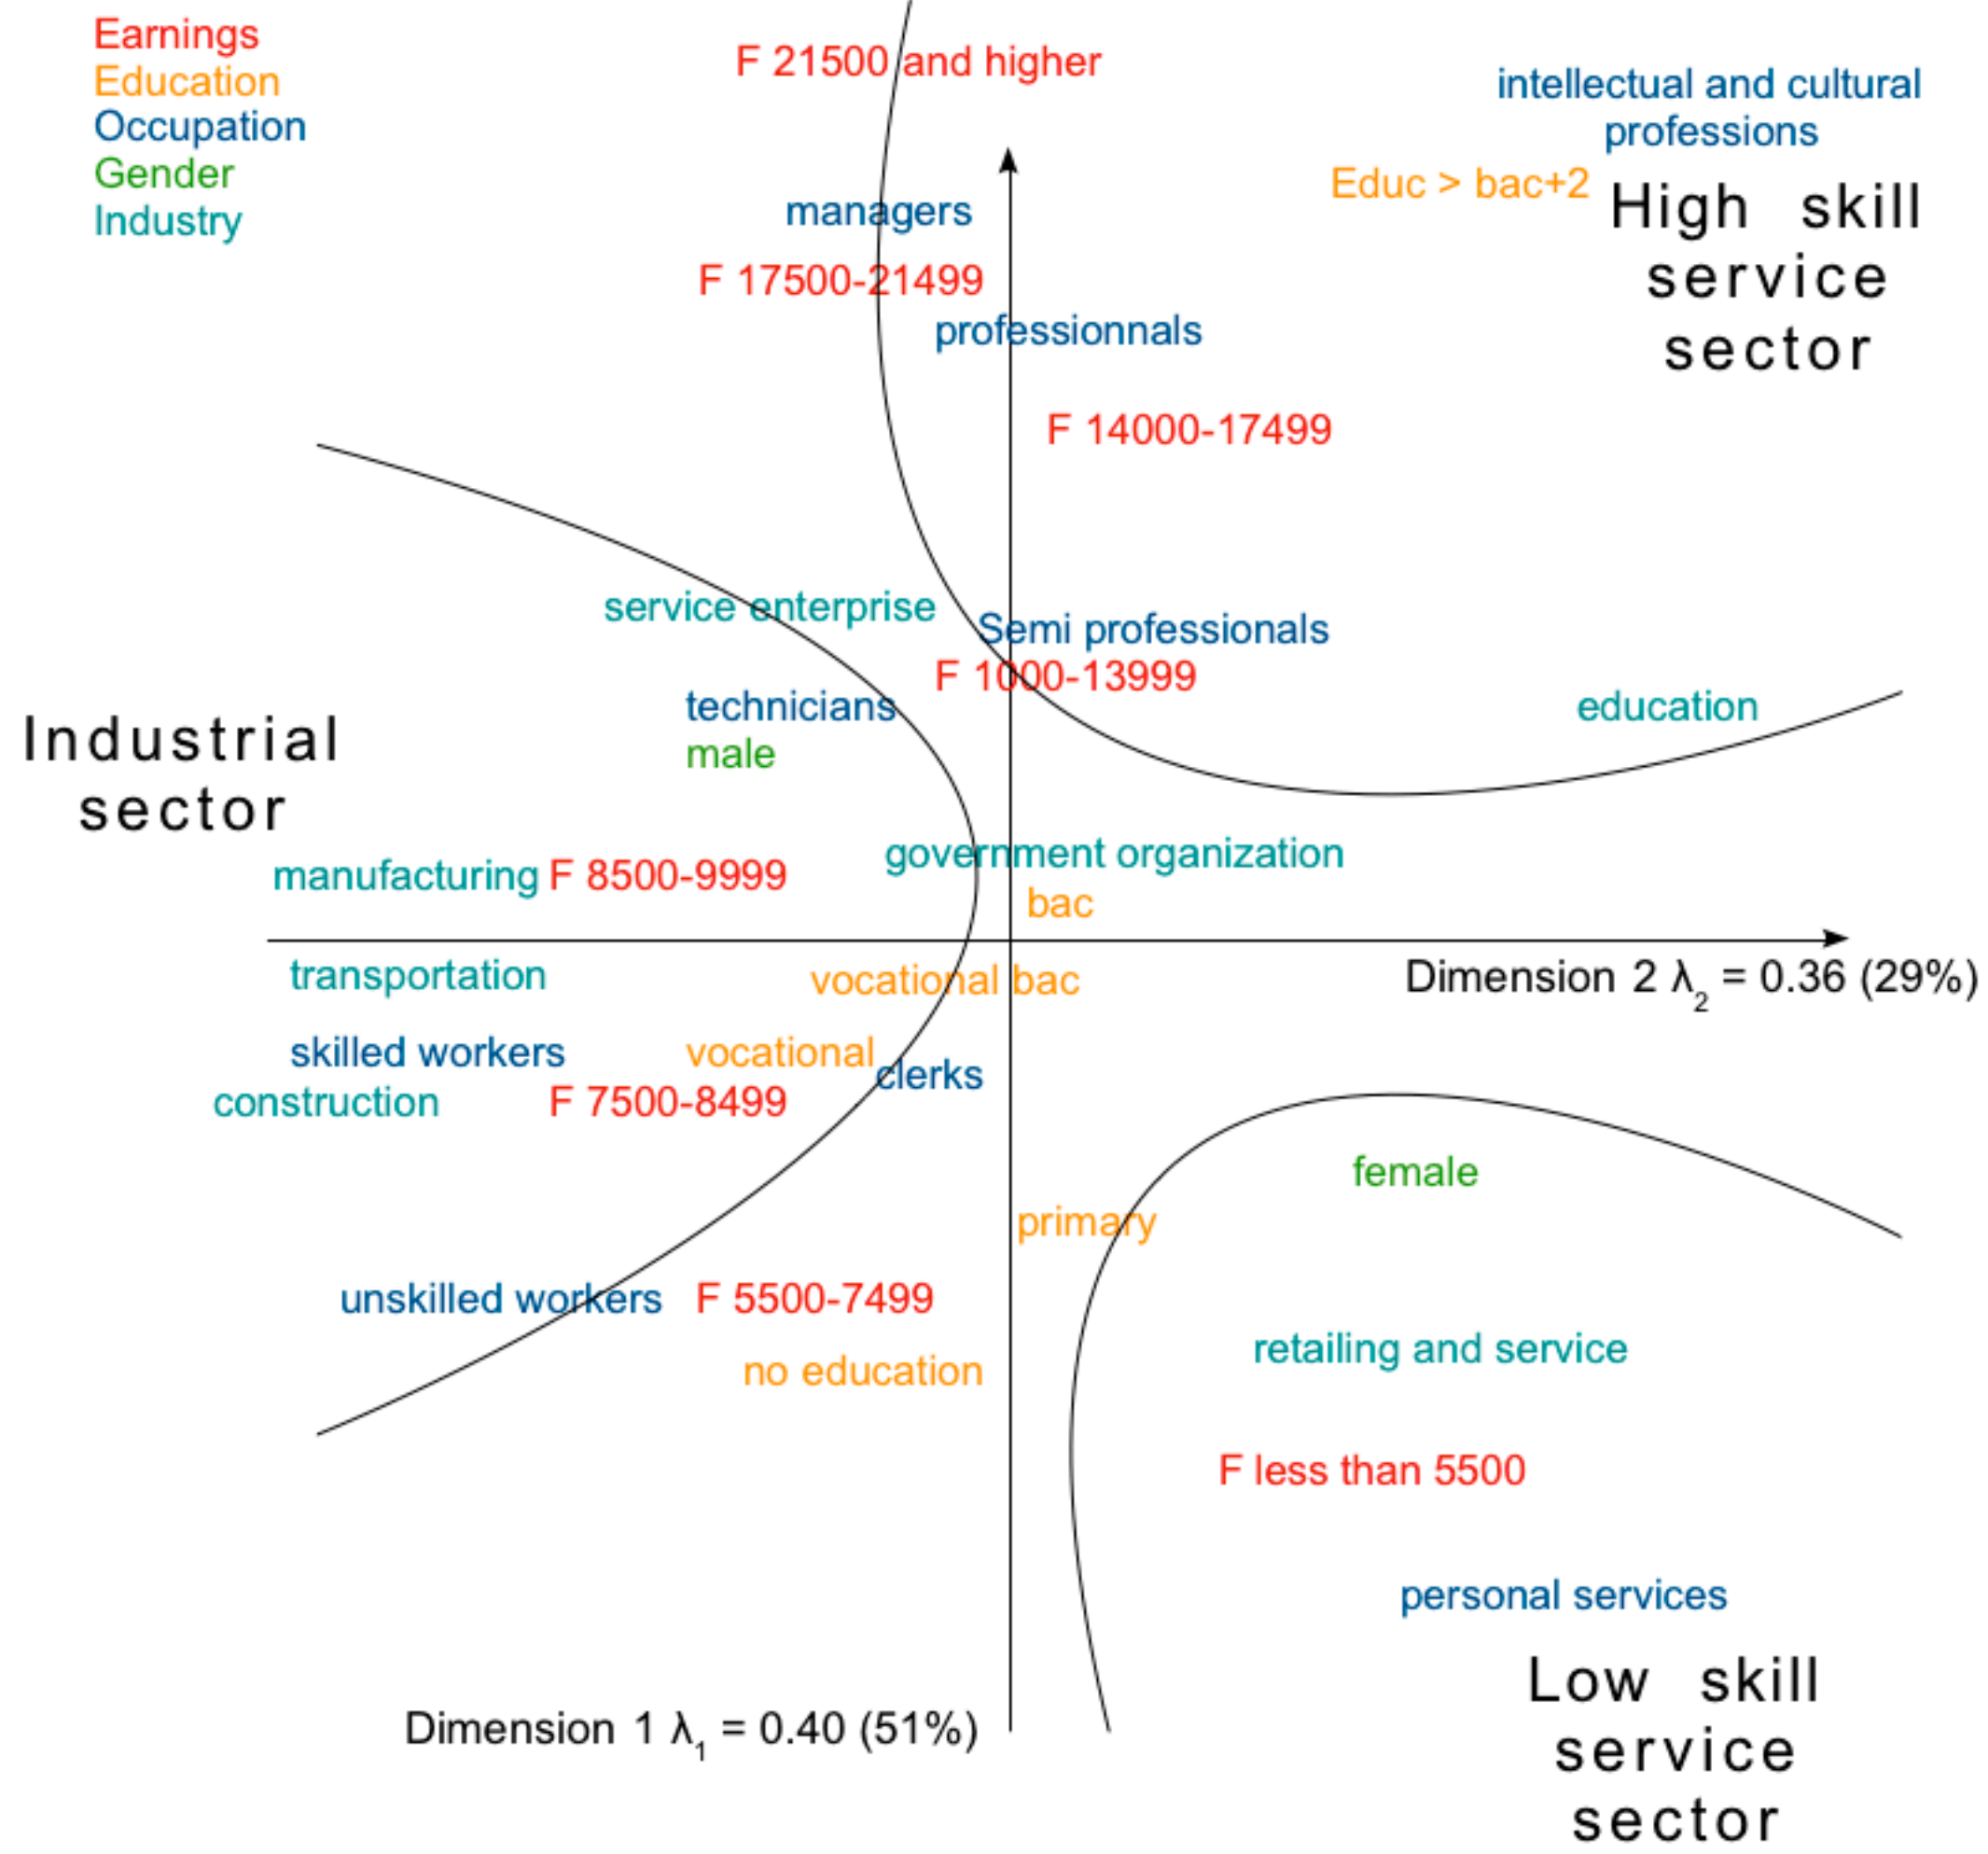 Earnings
Education
Occupation
Gender
Industry
F 21500 and higher
intellectual and cultural
professions
Educ > bac+2
High skill
service
sector
managers
F 17500-21499
professionnals
F 14000-17499
service enterprise
Semi professionals
F 1000-13999
technicians
education
male
Industrial
sector
government organization
manufacturing F 8500-9999
bac
transportation
vocational bac
Dimension 2 λ₂ = 0.36 (29%)
skilled workers
vocational
clerks
construction
F 7500-8499
female
primary
unskilled workers
F 5500-7499
retailing and service
no education
F less than 5500
personal services
Low skill
service
sector
Dimension 1 λ₁ = 0.40 (51%)